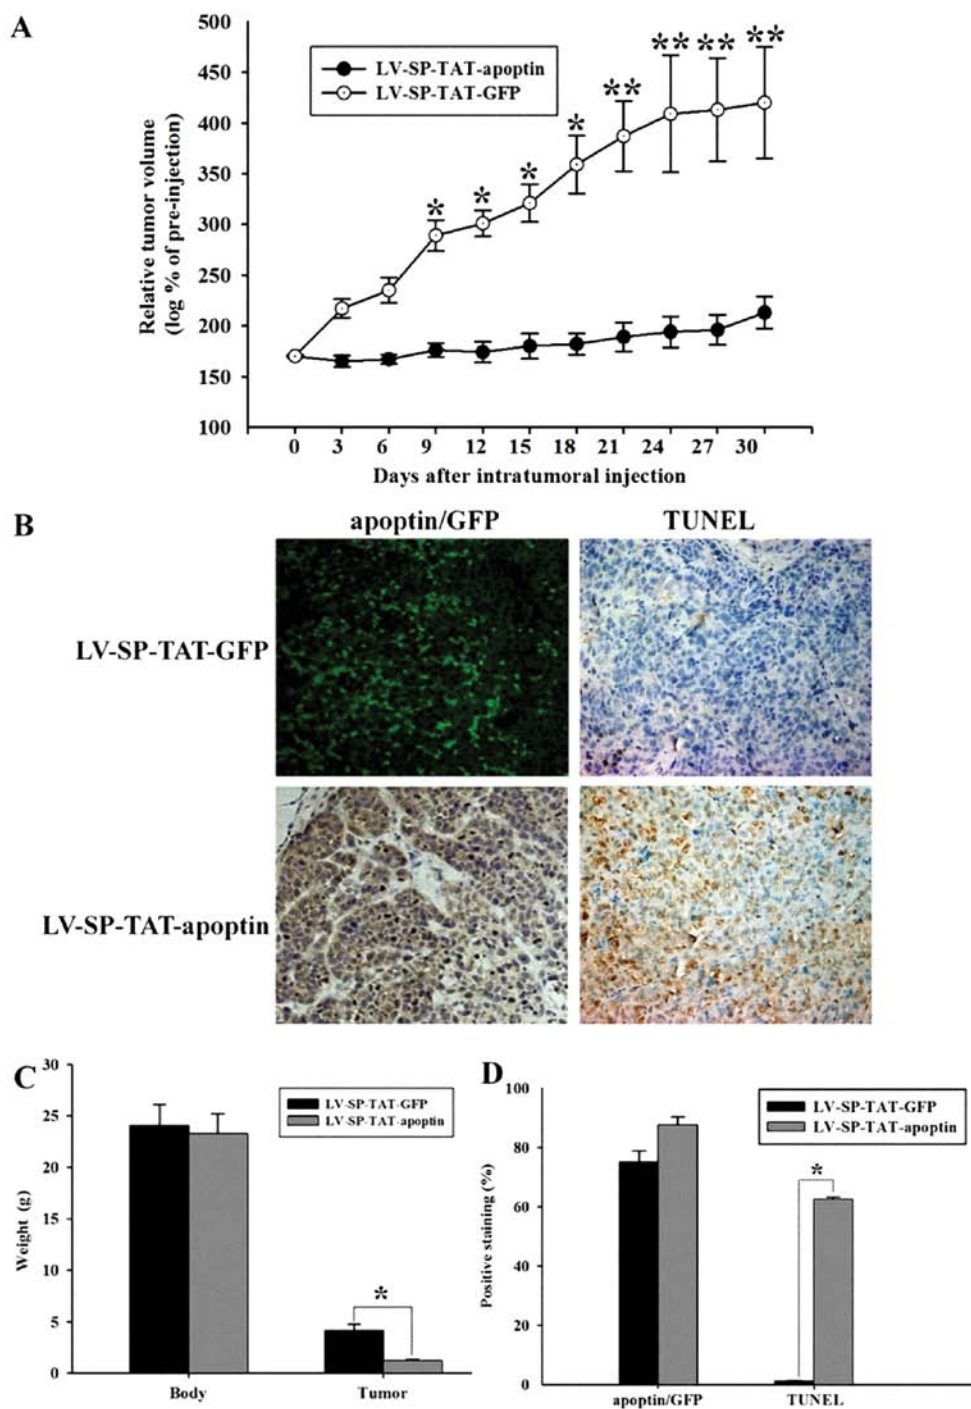 A
500
450
400
350
300
250
200
150
100
Relative tumor volume
(log % of pre-injection)
LV-SP-TAT-apoptin
LV-SP-TAT-GFP
* * * * ** ** ** **
0 3 6 9 12 15 18 21 24 27 30
Days after intratumoral injection
B
apoptin/GFP TUNEL
LV-SP-TAT-GFP
LV-SP-TAT-apoptin
C
30
25
20
15
10
5
0
Weight (g)
LV-SP-TAT-GFP
LV-SP-TAT-apoptin
*
Body Tumor
D
100
80
60
40
20
0
Positive staining (%)
LV-SP-TAT-GFP
LV-SP-TAT-apoptin
*
apoptin/GFP TUNEL